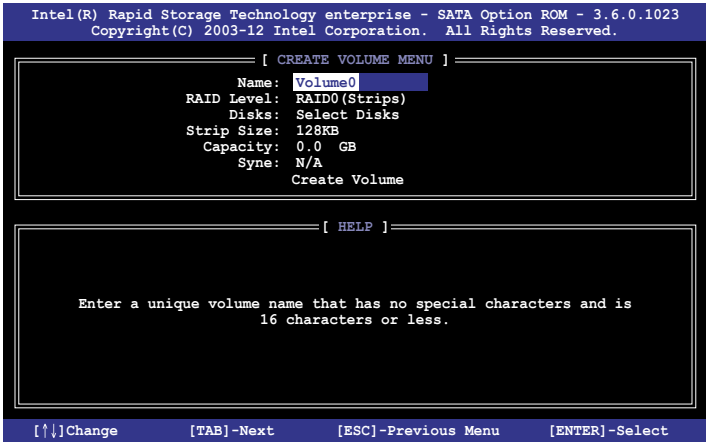 Intel(R) Rapid Storage Technology enterprise - SATA Option ROM - 3.6.0.1023
Copyright(C) 2003-12 Intel Corporation. All Rights Reserved.
[ CREATE VOLUME MENU ]
Name: Volume0
RAID Level: RAID0(Strips)
Disks: Select Disks
Strip Size: 128KB
Capacity: 0.0 GB
Syne: N/A
Create Volume
[ HELP ]
Enter a unique volume name that has no special characters and is
16 characters or less.
[↑↓]Change [TAB]-Next [ESC]-Previous Menu [ENTER]-Select